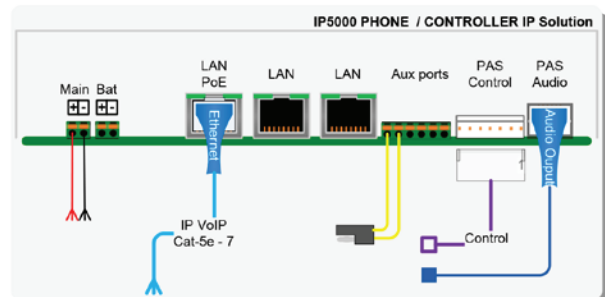 IP5000 PHONE / CONTROLLER IP Solution
LAN
PoE
LAN
LAN
Aux ports
PAS
Control
PAS
Audio
Main
Bat
+ -
+ -
Ethernet
Audio Ouput
IP VoIP
Cat-5e - 7
Control